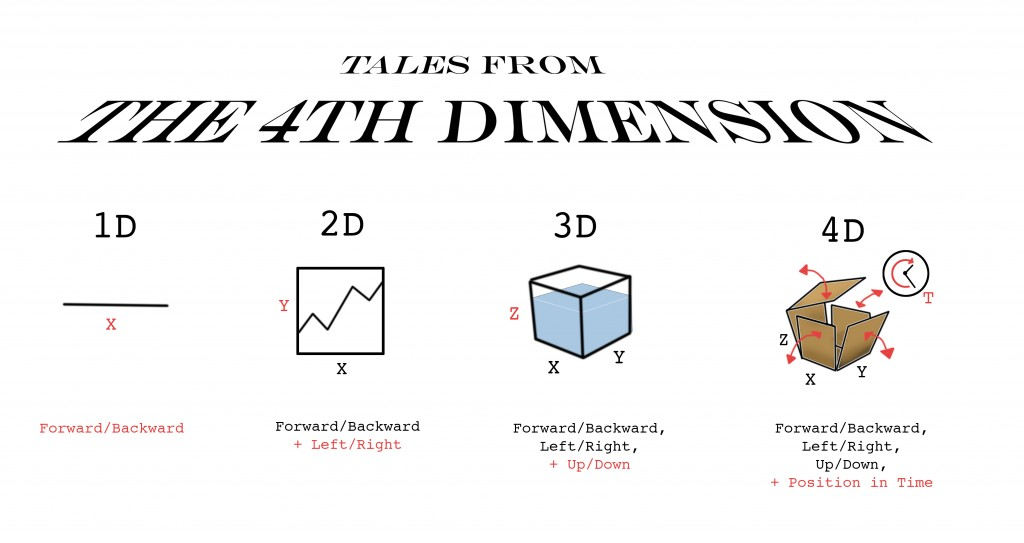 TALES FROM
THE 4TH DIMENSION
1D
2D
3D
4D
X
Y
X
Z
X
Y
T
Z
X
Y
Forward/Backward
Forward/Backward
+ Left/Right
Forward/Backward,
Left/Right,
+ Up/Down
Forward/Backward,
Left/Right,
Up/Down,
+ Position in Time